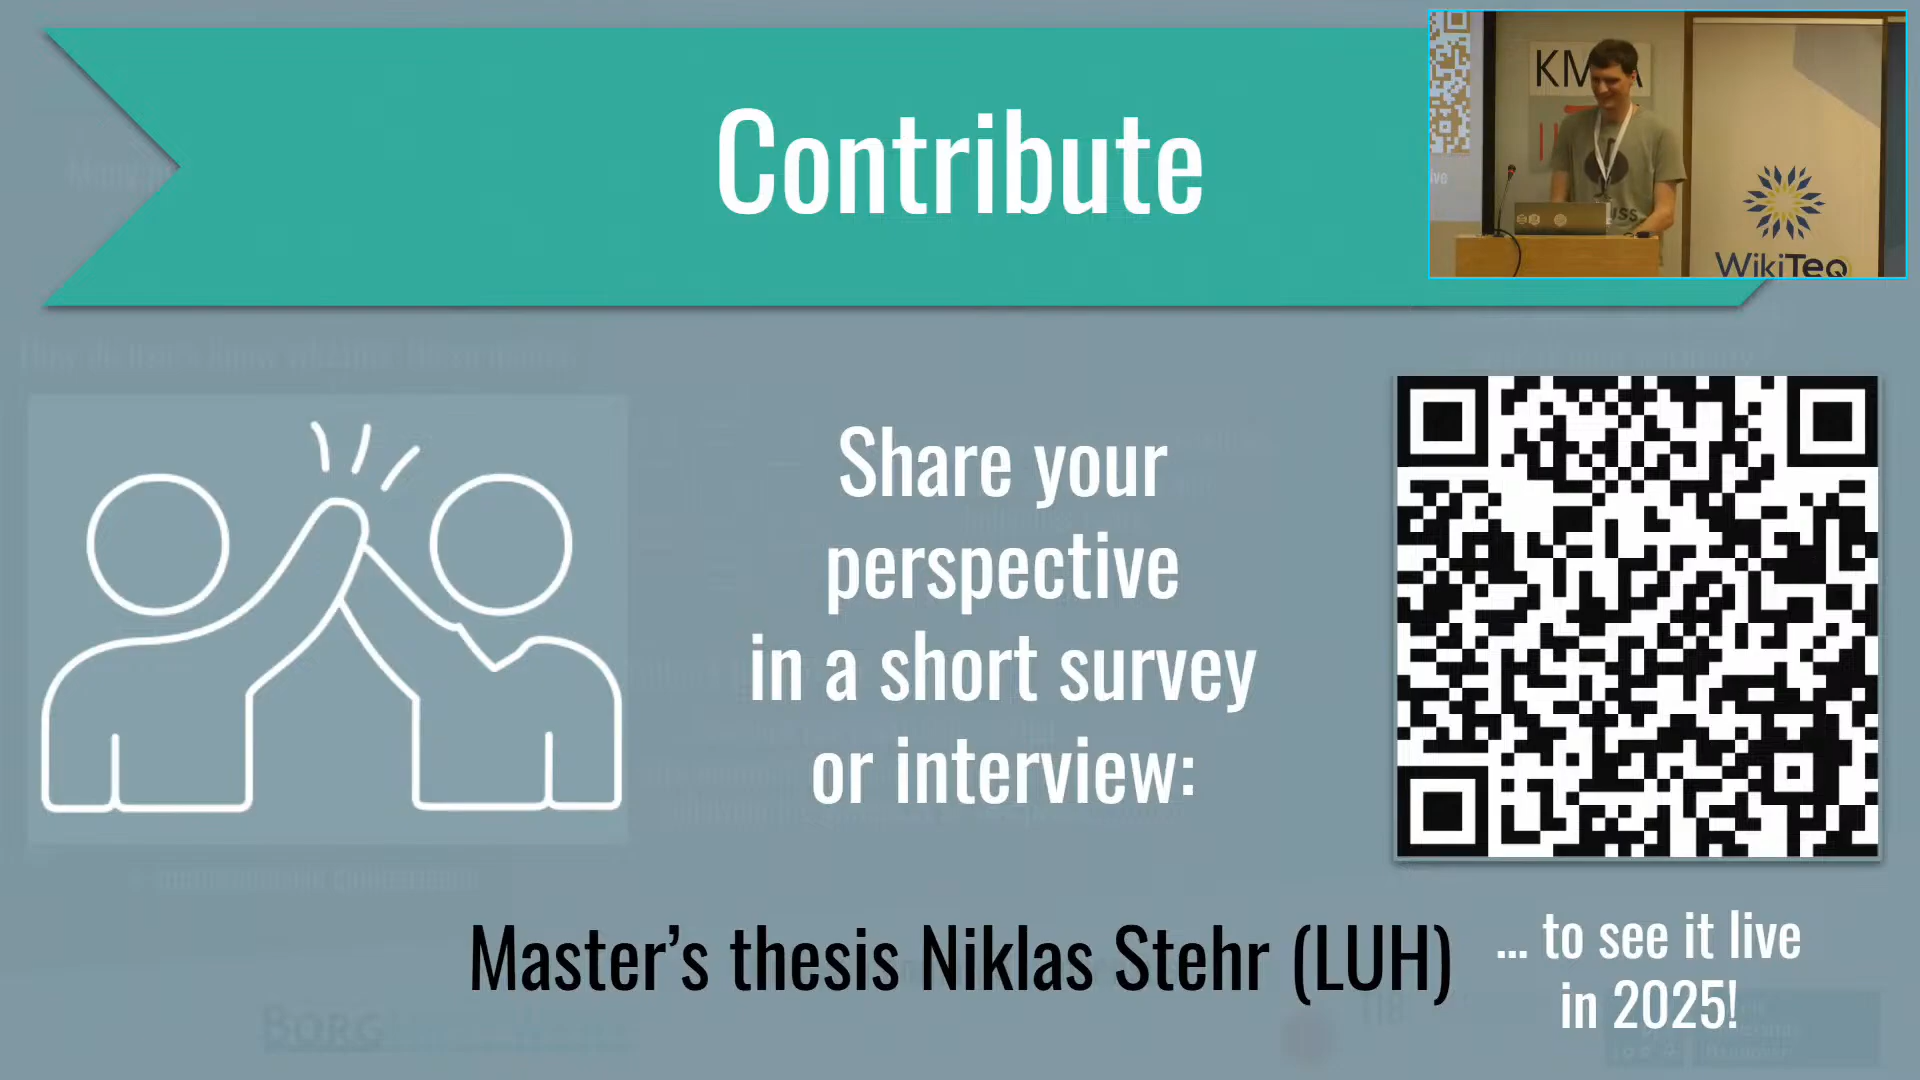 Contribute
WikiTeq
Share your
perspective
in a short survey
or interview:
Master's thesis Niklas Stehr (LUH)
... to see it live
in 2025!